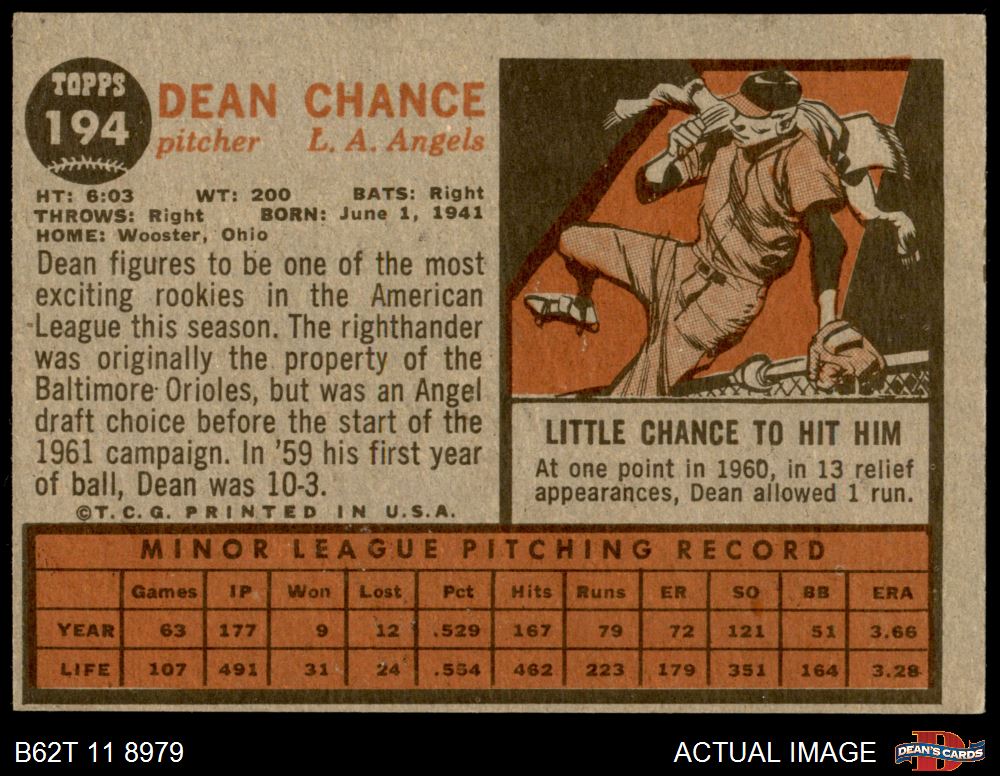 TOPPS
194
DEAN CHANCE
pitcher L. A. Angels
HT: 6:03 WT: 200 BATS: Right
THROWS: Right BORN: June 1, 1941
HOME: Wooster, Ohio
Dean figures to be one of the most
exciting rookies in the American
League this season. The righthander
was originally the property of the
Baltimore Orioles, but was an Angel
draft choice before the start of the
1961 campaign. In '59 his first year
of ball, Dean was 10-3.
©T.C.G. PRINTED IN U.S.A.
LITTLE CHANCE TO HIT HIM
At one point in 1960, in 13 relief
appearances, Dean allowed 1 run.
MINOR LEAGUE PITCHING RECORD
Games IP Won Lost Pct Hits Runs ER SO BB ERA
YEAR 63 177 9 12 .529 167 79 72 121 51 3.66
LIFE 107 491 31 24 .554 462 223 179 351 164 3.28
B62T 11 8979
ACTUAL IMAGE
D
DEAN'S CARDS